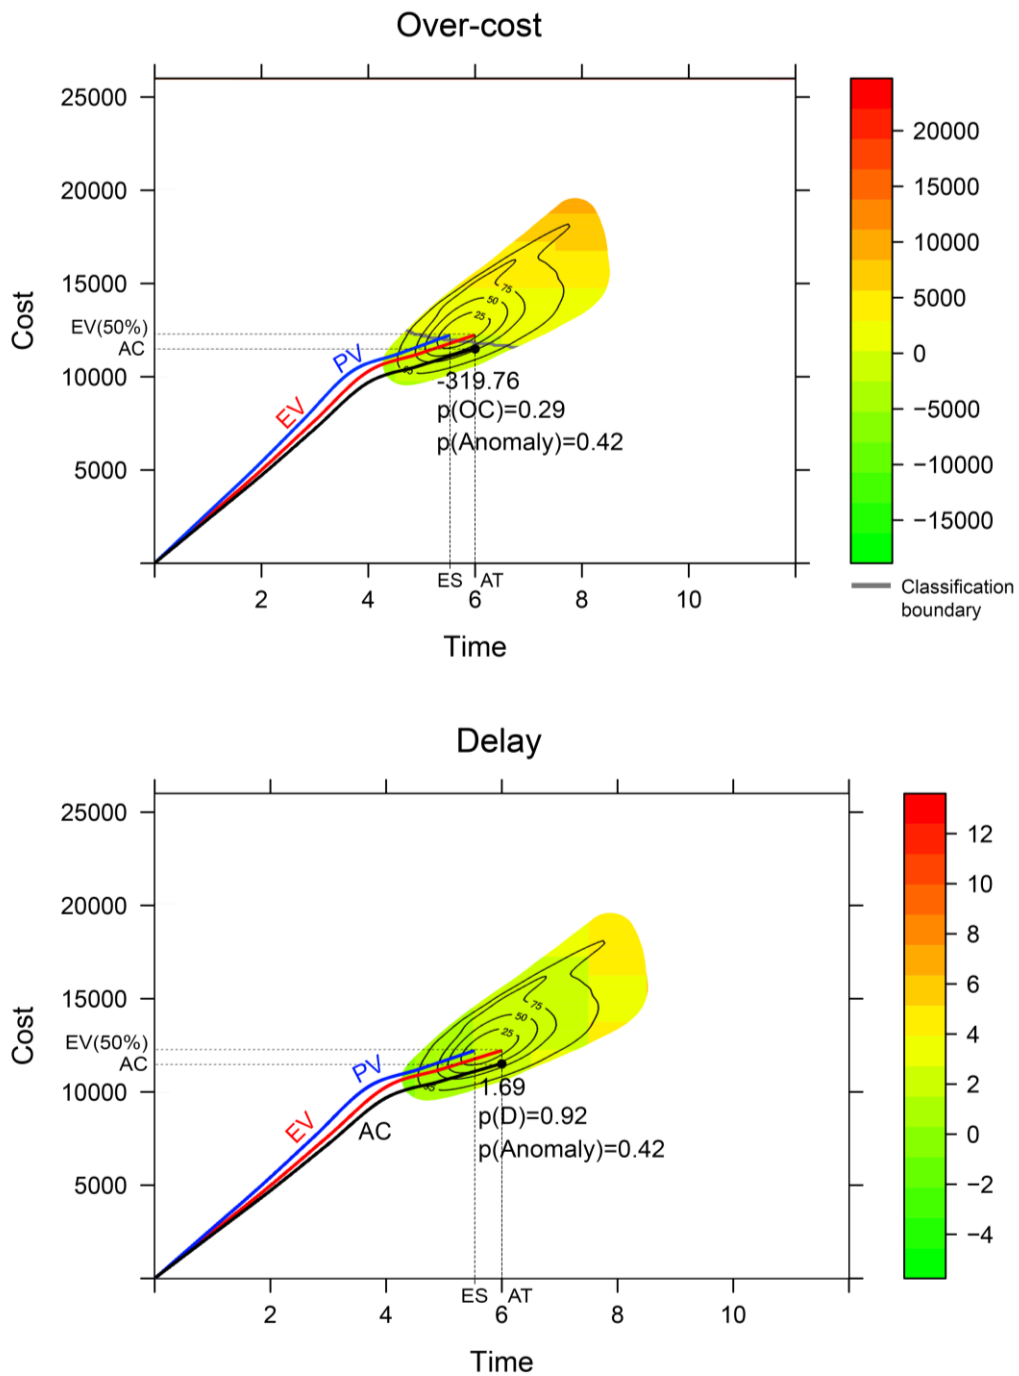 Over-cost
25000
20000
15000
10000
5000
EV(50%)
AC
Cost
PV
EV
75
50
25
-319.76
p(OC)=0.29
p(Anomaly)=0.42
ES
AT
2
4
6
8
10
Time
20000
15000
10000
5000
0
−5000
−10000
−15000
Classification
boundary
Delay
25000
20000
15000
10000
5000
EV(50%)
AC
Cost
PV
EV
AC
75
50
25
1.69
p(D)=0.92
p(Anomaly)=0.42
ES
AT
2
4
6
8
10
Time
12
10
8
6
4
2
0
−2
−4